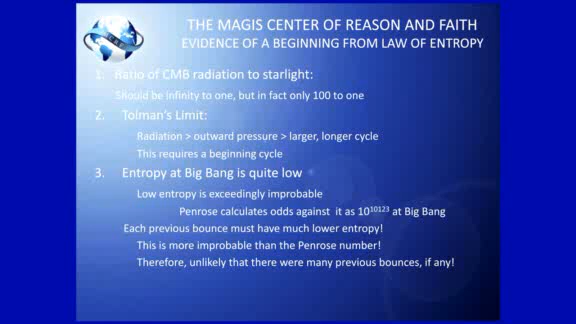 THE MAGIS CENTER OF REASON AND FAITH
EVIDENCE OF A BEGINNING FROM LAW OF ENTROPY
1. Ratio of CMB radiation to starlight:
Should be infinity to one, but in fact only 100 to one
2. Tolman's Limit:
Radiation > outward pressure > larger, longer cycle
This requires a beginning cycle
3. Entropy at Big Bang is quite low
Low entropy is exceedingly improbable
Penrose calculates odds against it as 10^10123 at Big Bang
Each previous bounce must have much lower entropy!
This is more improbable than the Penrose number!
Therefore, unlikely that there were many previous bounces, if any!